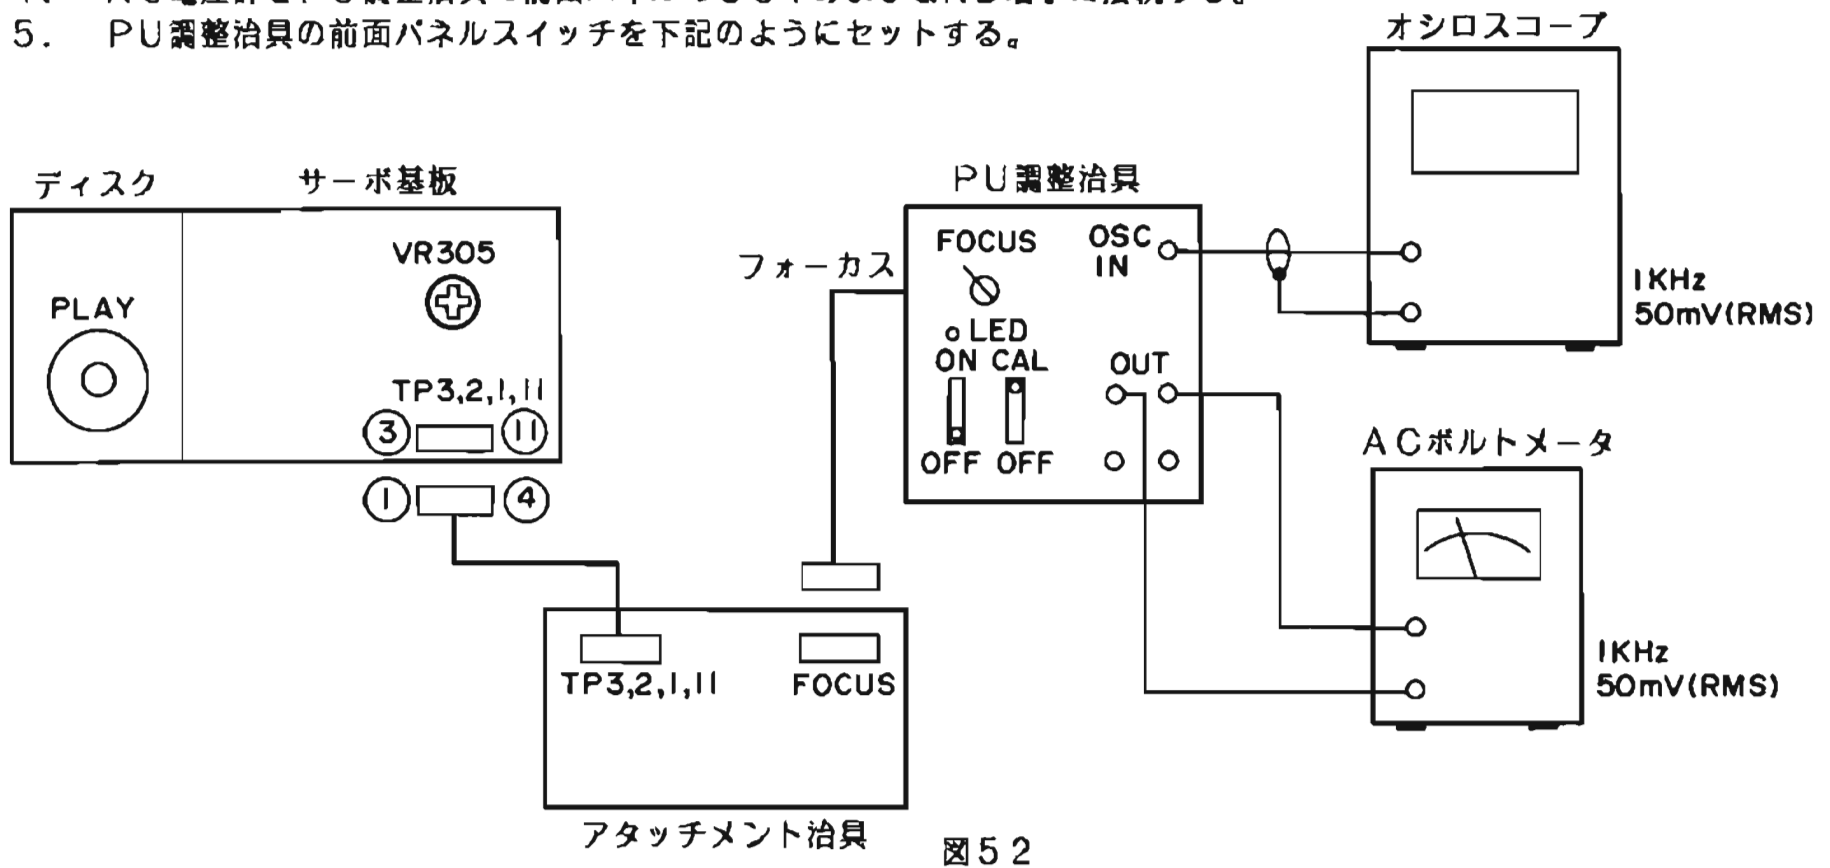 5. PU調整治具の前面パネルスイッチを下記のようにセットする。
オシロスコープ
1KHz
50mV(RMS)
ディスク
サーボ基板
PLAY
VR305
TP3,2,1,11
③
⑪
①
④
フォーカス
PU調整治具
FOCUS
OSC
IN
LED
ON CAL
OFF OFF
OUT
ACボルトメータ
1KHz
50mV(RMS)
TP3,2,1,11
FOCUS
アタッチメント治具
図52